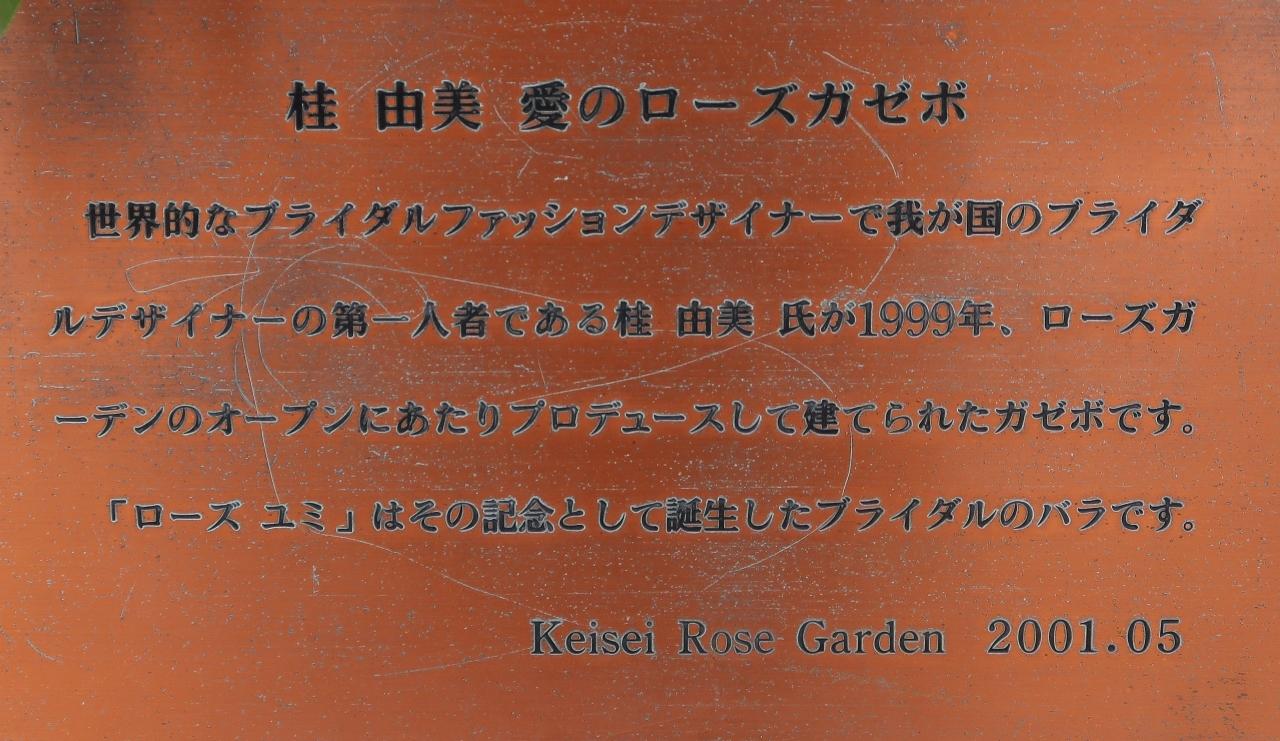 桂 由美 愛のローズガゼボ
世界的なブライダルファッションデザイナーで我が国のブライダ
ルデザイナーの第一人者である桂 由美 氏が1999年、ローズガ
ーデンのオープンにあたりプロデュースして建てられたガゼボです。
「ローズ ユミ」はその記念として誕生したブライダルのバラです。
Keisei Rose Garden 2001.05